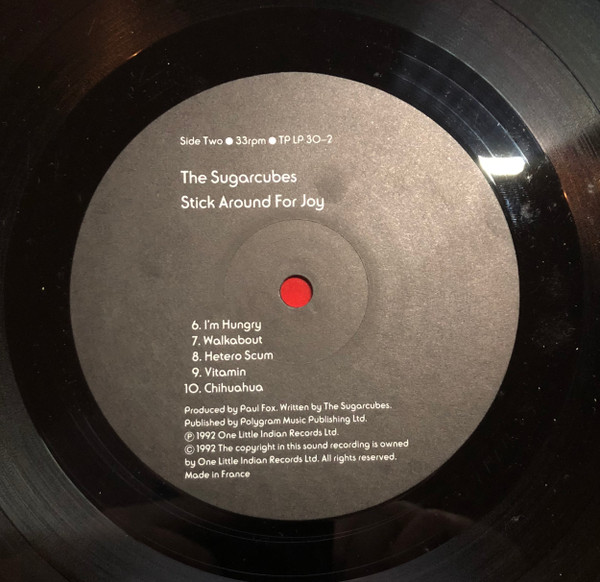 Side Two ● 33rpm ● TP LP 30-2
The Sugarcubes
Stick Around For Joy
6. I'm Hungry
7. Walkabout
8. Hetero Scum
9. Vitamin
10. Chihuahua
Produced by Paul Fox. Written by The Sugarcubes.
Published by Polygram Music Publishing Ltd.
℗ 1992 One Little Indian Records Ltd.
© 1992 The copyright in this sound recording is owned
by One Little Indian Records Ltd. All rights reserved.
Made in France